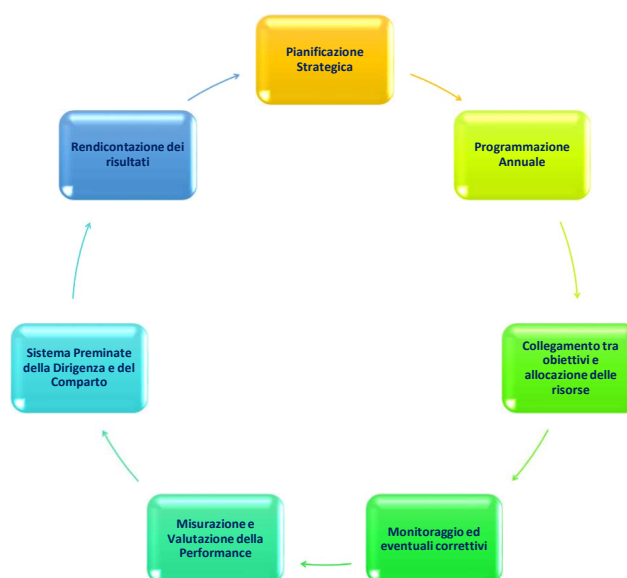 Pianificazione
Strategica
Programmazione
Annuale
Collegamento tra
obiettivi e
allocazione delle
risorse
Monitoraggio ed
eventuali correttivi
Misurazione e
Valutazione della
Performance
Sistema Preminate
della Dirigenza e del
Comparto
Rendicontazione dei
risultati